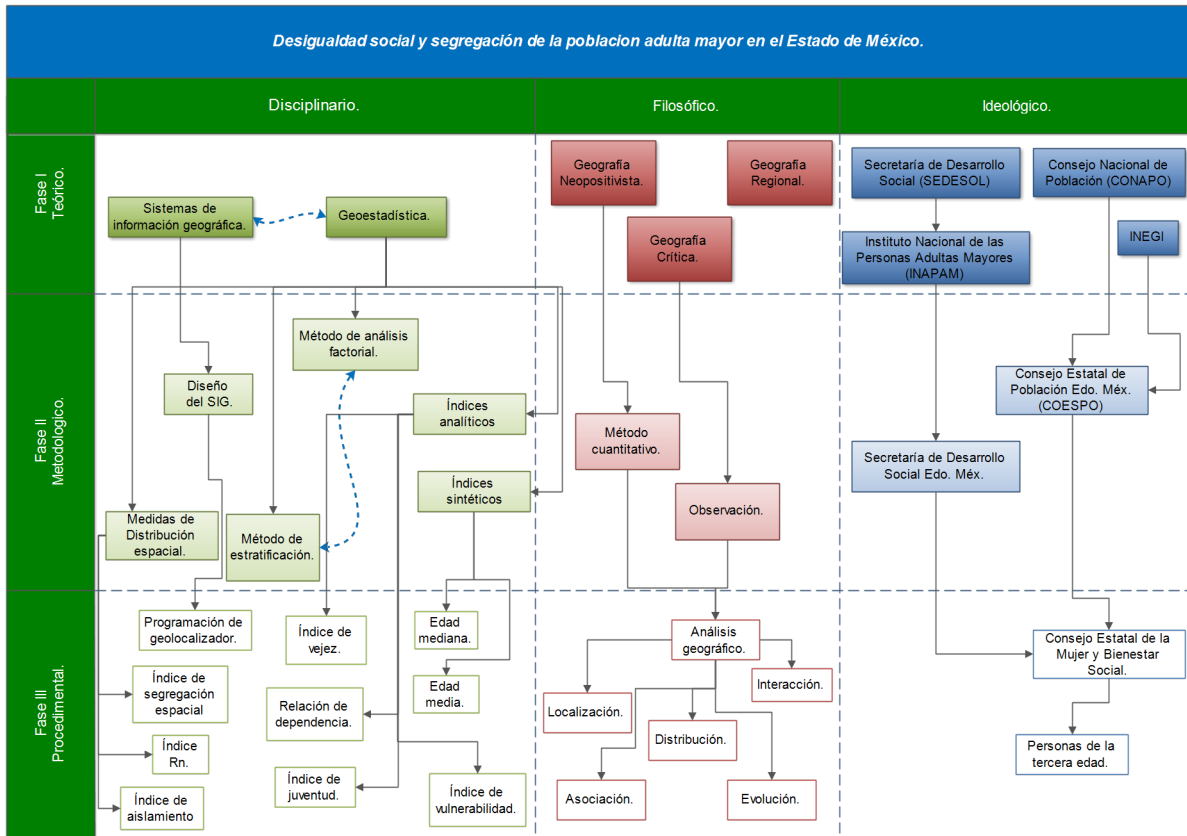 Desigualdad social y segregación de la poblacion adulta mayor en el Estado de México.
Disciplinario.
Filosófico.
Ideológico.
Fase I
Teórico.
Sistemas de
información geográfica.
Geoestadística.
Geografía
Neopositivista.
Geografía
Regional.
Geografía
Crítica.
Secretaría de Desarrollo
Social (SEDESOL)
Consejo Nacional de
Población (CONAPO)
Instituto Nacional de las
Personas Adultas Mayores
(INAPAM)
INEGI
Fase II
Metodologico.
Método de análisis
factorial.
Diseño
del SIG.
Índices
analíticos
Índices
sintéticos
Medidas de
Distribución
espacial.
Método de
estratificación.
Método
cuantitativo.
Observación.
Consejo Estatal de
Población Edo. Méx.
(COESPO)
Secretaría de Desarrollo
Social Edo. Méx.
Fase III
Procedimental.
Programación de
geolocalizador.
Índice de
vejez.
Edad
mediana.
Índice de
segregación
espacial
Edad
media.
Relación de
dependencia.
Índice
Rn.
Índice de
juventud.
Índice de
vulnerabilidad.
Índice de
aislamiento
Análisis
geográfico.
Interacción.
Localización.
Distribución.
Asociación.
Evolución.
Consejo Estatal de la
Mujer y Bienestar
Social.
Personas de la
tercera edad.